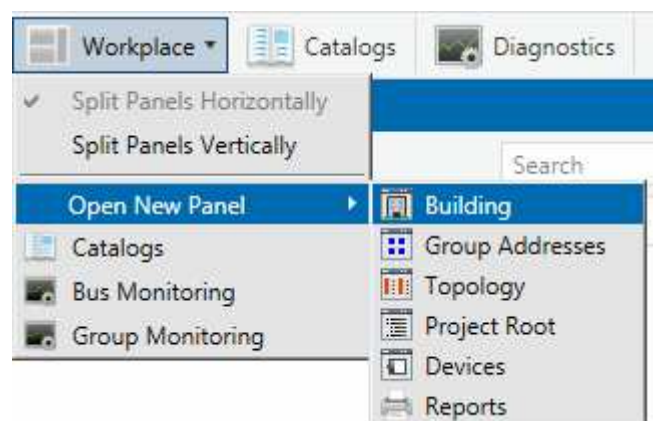 Workplace
Catalogs
Diagnostics
Split Panels Horizontally
Split Panels Vertically
Search
Open New Panel
Building
Catalogs
Group Addresses
Bus Monitoring
Topology
Group Monitoring
Project Root
Devices
Reports